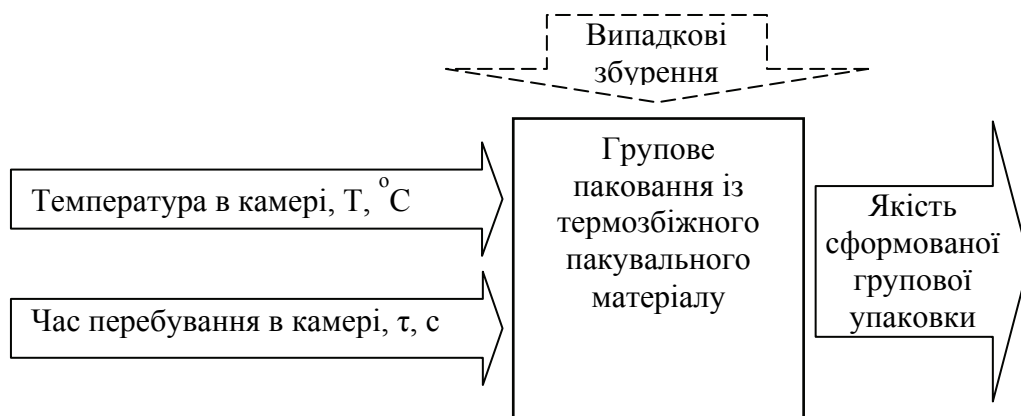 Випадкові
збурення
Температура в камері, Т, °С
Час перебування в камері, τ, с
Групове
паковання із
термозбіжного
пакувального
матеріалу
Якість
сформованої
групової
упаковки